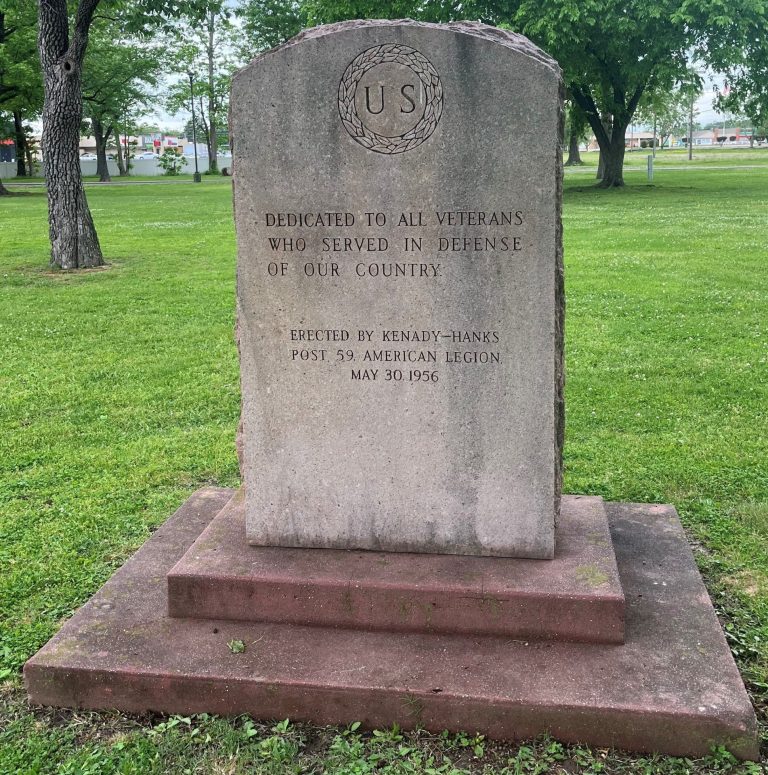 US
DEDICATED TO ALL VETERANS
WHO SERVED IN DEFENSE
OF OUR COUNTRY
ERECTED BY KENADY-HANKS
POST 59, AMERICAN LEGION,
MAY 30, 1956